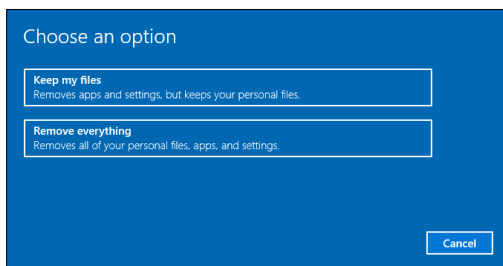 Choose an option
Keep my files
Removes apps and settings, but keeps your personal files.
Remove everything
Removes all of your personal files, apps, and settings.
Cancel